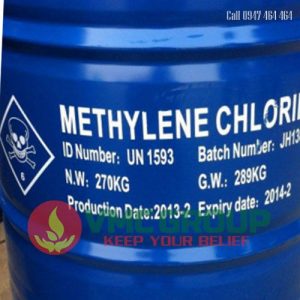 Call 0947 464 464
METHYLENE CHLORI
ID Number: UN 1593 Batch Number: JH13
N.W: 270KG G.W.: 289KG
Production Date:2013-2 Expiry date: 2014-2
6
VMC GROUP
KEEP YOUR BELIEF